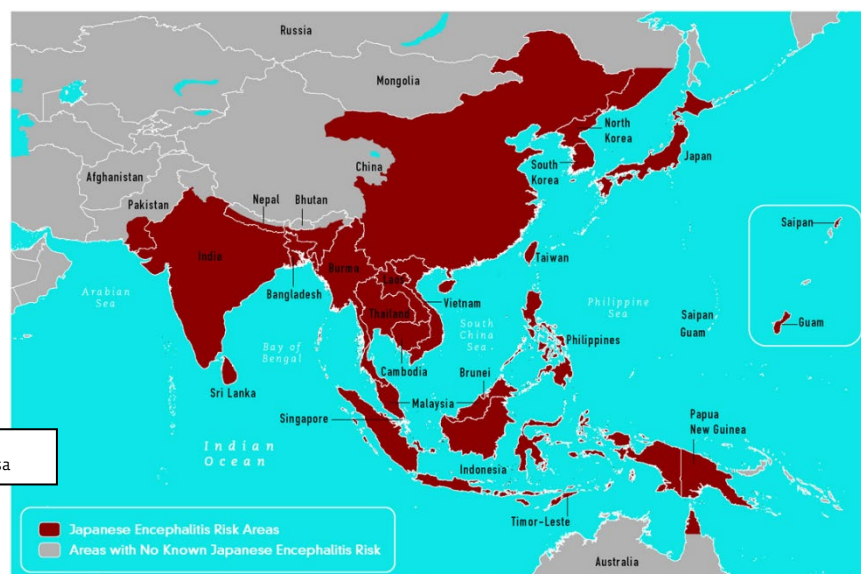 Russia
Mongolia
North
Korea
China
Japan
South
Korea
Afghanistan
Nepal
Bhutan
Pakistan
Saipan
Taiwan
India
Burma
Laos
Arabian
Sea
Bangladesh
Vietnam
Philippine
Sea
Saipan
Guam
Guam
Thailand
South
China
Sea
Philippines
Bay of
Bengal
Cambodia
Brunei
Sri Lanka
Malaysia
Singapore
Papua
New Guinea
Indian
Ocean
sa
Indonesia
Timor-Leste
Japanese Encephalitis Risk Areas
Areas with No Known Japanese Encephalitis Risk
Australia